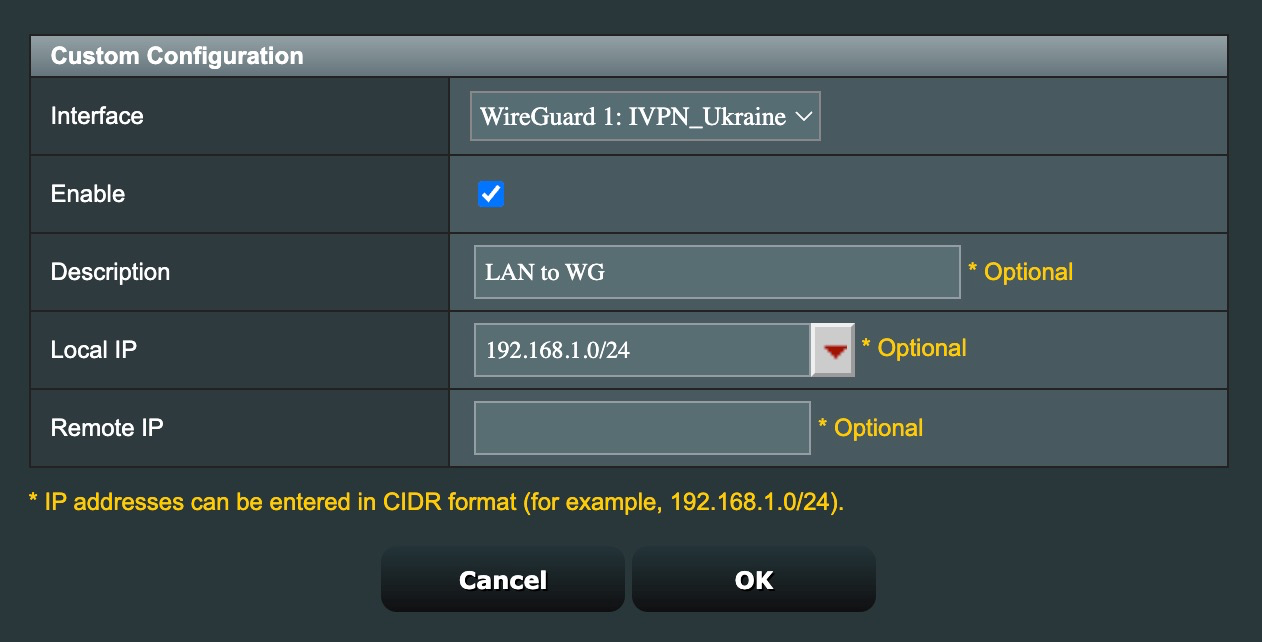 Custom Configuration
Interface WireGuard 1: IVPN_Ukraine
Enable
Description LAN to WG * Optional
Local IP 192.168.1.0/24 * Optional
Remote IP * Optional
* IP addresses can be entered in CIDR format (for example, 192.168.1.0/24).
Cancel OK